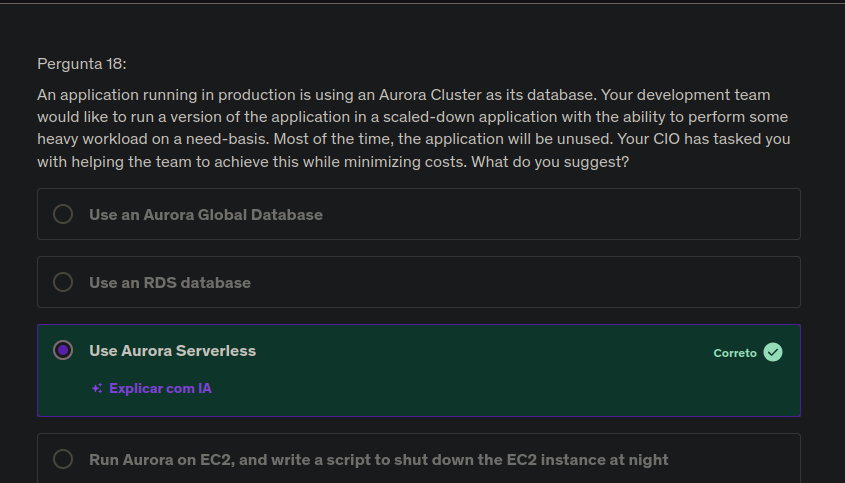 Pergunta 18:
An application running in production is using an Aurora Cluster as its database. Your development team
would like to run a version of the application in a scaled-down application with the ability to perform some
heavy workload on a need-basis. Most of the time, the application will be unused. Your CIO has tasked you
with helping the team to achieve this while minimizing costs. What do you suggest?
Use an Aurora Global Database
Use an RDS database
Use Aurora Serverless
Correto
Explicar com IA
Run Aurora on EC2, and write a script to shut down the EC2 instance at night